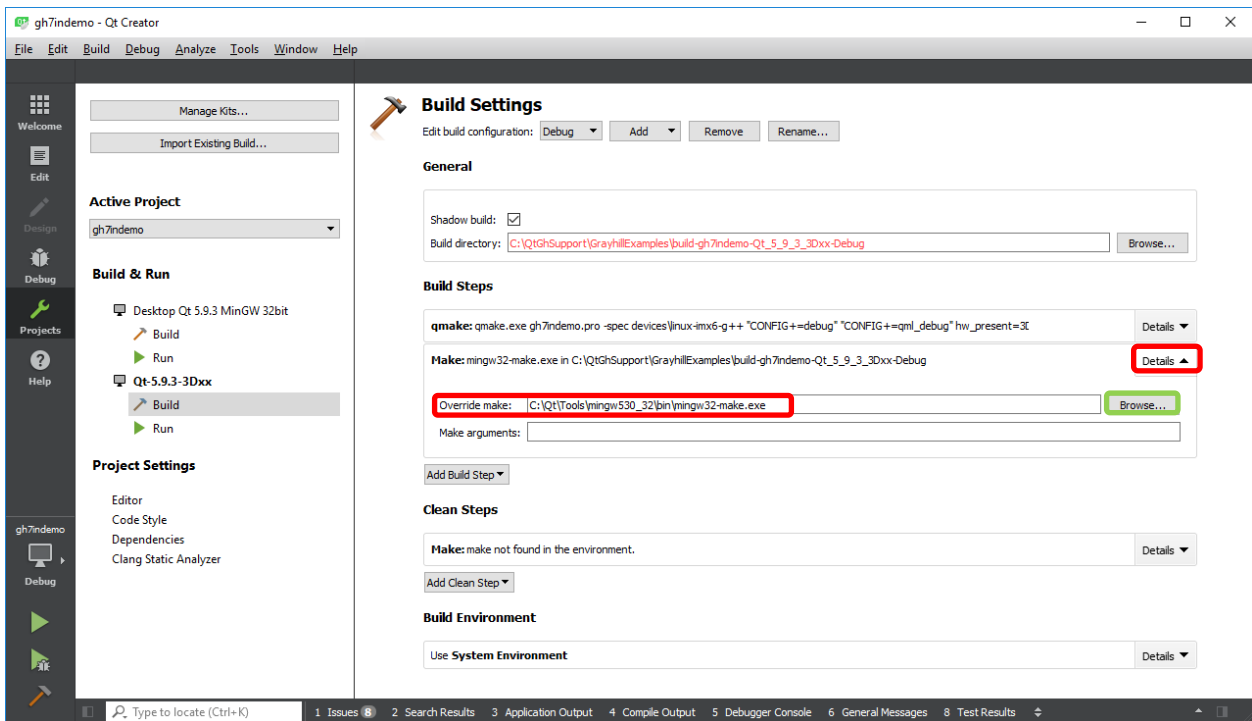 gh7indemo - Qt Creator
File Edit Build Debug Analyze Tools Window Help
Welcome
Edit
Design
Debug
Projects
Help
gh7indemo
Debug
Manage Kits...
Import Existing Build...
Active Project
gh7indemo
Build & Run
Desktop Qt 5.9.3 MinGW 32bit
Build
Run
Qt-5.9.3-3Dxx
Build
Run
Project Settings
Editor
Code Style
Dependencies
Clang Static Analyzer
Build Settings
Edit build configuration: Debug Add Remove Rename...
General
Shadow build:
Build directory: C:\QtGhSupport\GrayhillExamples\build-gh7indemo-Qt_5_9_3_3Dxx-Debug Browse...
Build Steps
qmake: qmake.exe gh7indemo.pro -spec devices\linux-imx6-g++ "CONFIG+=debug" "CONFIG+=qml_debug" hw_present=3D Details
Make: mingw32-make.exe in C:\QtGhSupport\GrayhillExamples\build-gh7indemo-Qt_5_9_3_3Dxx-Debug Details
Override make: C:\Qt\Tools\mingw530_32\bin\mingw32-make.exe Browse...
Make arguments:
Add Build Step
Clean Steps
Make: make not found in the environment. Details
Add Clean Step
Build Environment
Use System Environment Details
Type to locate (Ctrl+K) 1 Issues 8 2 Search Results 3 Application Output 4 Compile Output 5 Debugger Console 6 General Messages 8 Test Results